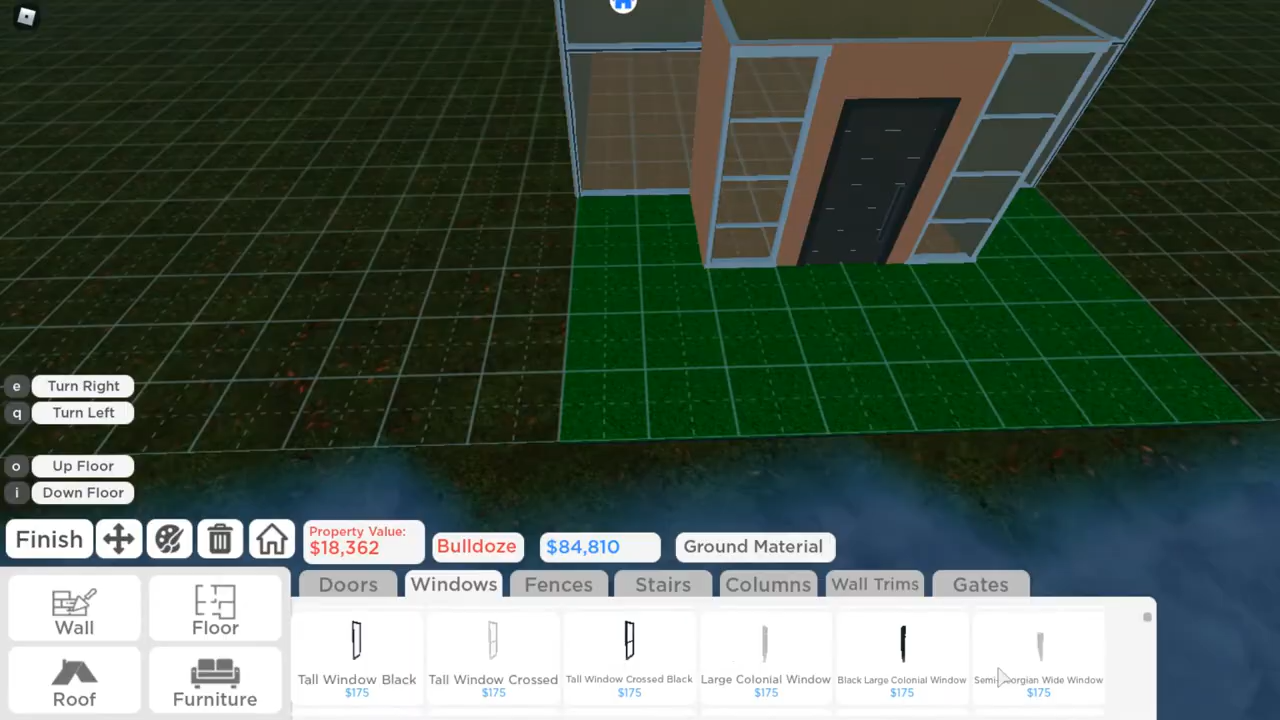 e Turn Right
q Turn Left
o Up Floor
i Down Floor
Finish
Property Value:
$18,362
Bulldoze
$84,810
Ground Material
Doors Windows Fences Stairs Columns Wall Trims Gates
Wall
Floor
Roof
Furniture
Tall Window Black
$175
Tall Window Crossed
$175
Tall Window Crossed Black
$175
Large Colonial Window
$175
Black Large Colonial Window
$175
Wide Window
$175